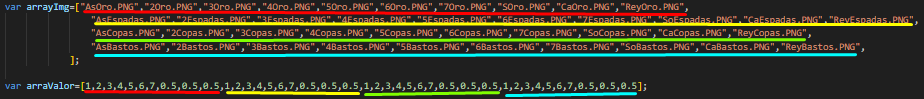 var arrayImg=["AsOro.PNG","2Oro.PNG","3Oro.PNG","4Oro.PNG","5Oro.PNG","6Oro.PNG","7Oro.PNG","SOro.PNG","CaOro.PNG","ReyOro.PNG",
"AsEspadas.PNG","2Espadas.PNG","3Espadas.PNG","4Espadas.PNG","5Espadas.PNG","6Espadas.PNG","7Espadas.PNG","SoEspadas.PNG","CaEspadas.PNG","ReyEspadas.PNG",
"AsCopas.PNG","2Copas.PNG","3Copas.PNG","4Copas.PNG","5Copas.PNG","6Copas.PNG","7Copas.PNG","SoCopas.PNG","CaCopas.PNG","ReyCopas.PNG",
"AsBastos.PNG","2Bastos.PNG","3Bastos.PNG","4Bastos.PNG","5Bastos.PNG","6Bastos.PNG","7Bastos.PNG","SoBastos.PNG","CaBastos.PNG","ReyBastos.PNG",
];
var arraValor=[1,2,3,4,5,6,7,0.5,0.5,0.5,1,2,3,4,5,6,7,0.5,0.5,0.5,1,2,3,4,5,6,7,0.5,0.5,0.5,1,2,3,4,5,6,7,0.5,0.5,0.5];